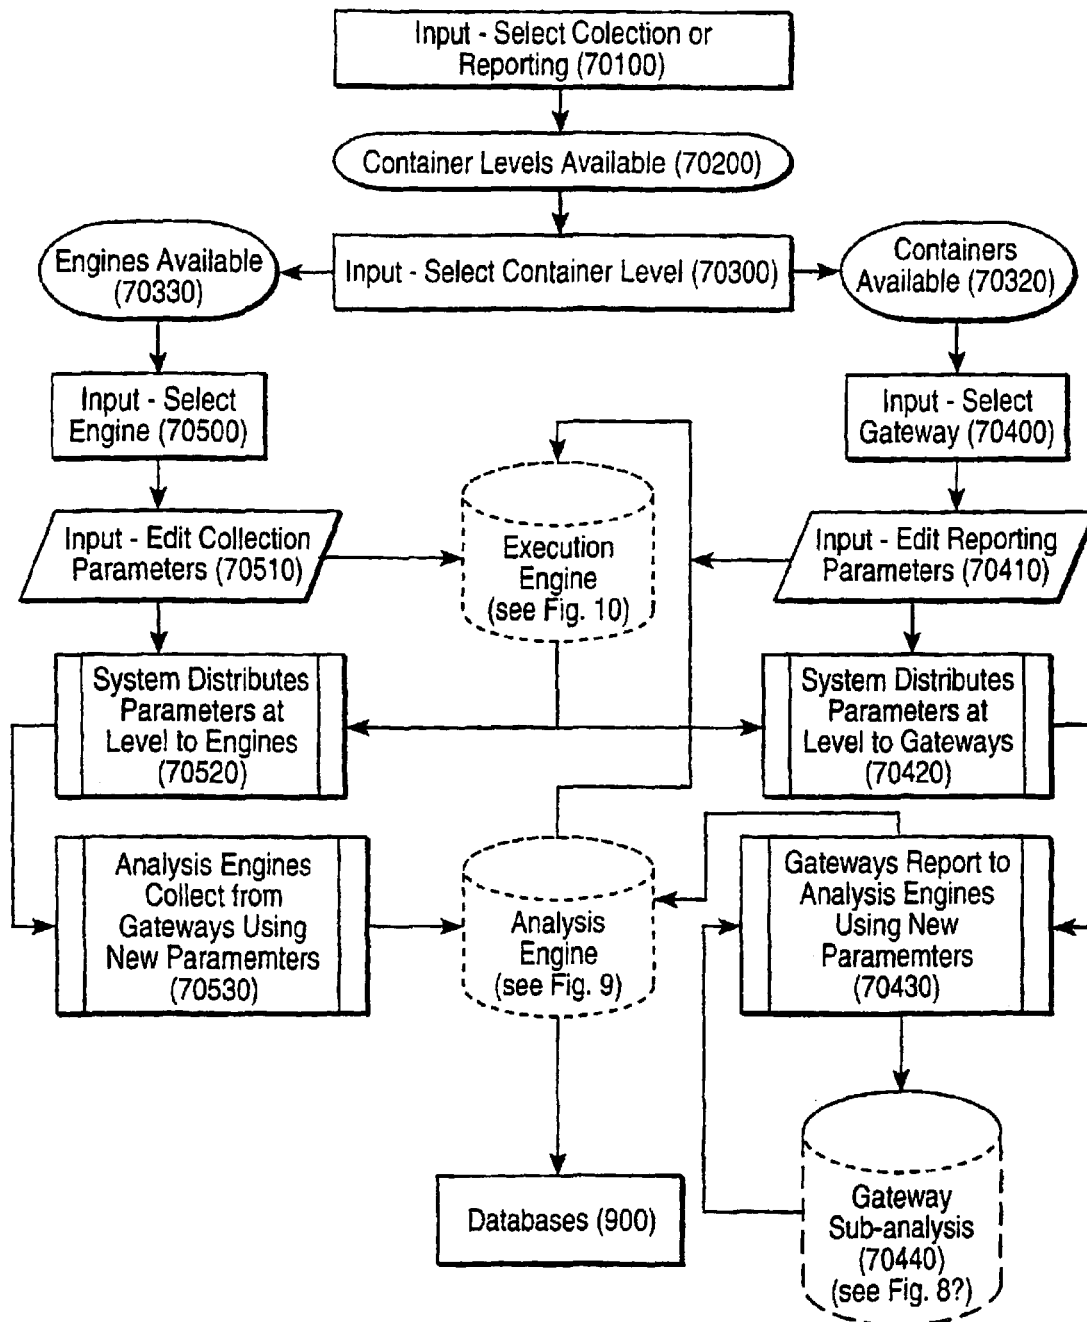 Input - Select Colection or
Reporting (70100)
Container Levels Available (70200)
Engines Available
(70330)
Input - Select Container Level (70300)
Containers
Available (70320)
Input - Select
Engine (70500)
Input - Select
Gateway (70400)
Input - Edit Collection
Parameters (70510)
Execution
Engine
(see Fig. 10)
Input - Edit Reporting
Parameters (70410)
System Distributes
Parameters at
Level to Engines
(70520)
System Distributes
Parameters at
Level to Gateways
(70420)
Analysis Engines
Collect from
Gateways Using
New Paramemters
(70530)
Analysis
Engine
(see Fig. 9)
Gateways Report to
Analysis Engines
Using New
Paramemters
(70430)
Databases (900)
Gateway
Sub-analysis
(70440)
(see Fig. 8?)